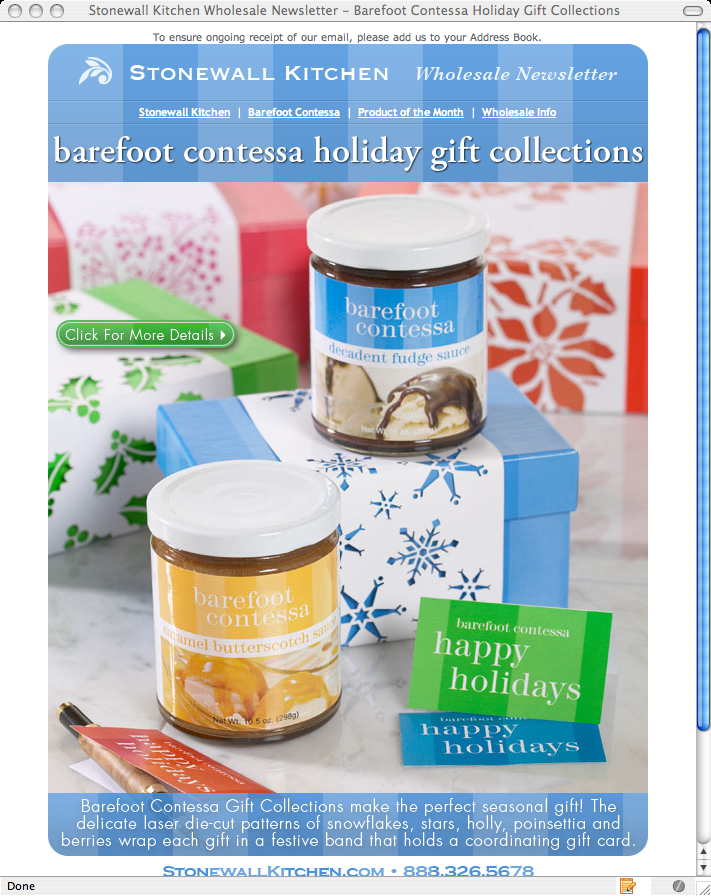 Stonewall Kitchen Wholesale Newsletter – Barefoot Contessa Holiday Gift Collections
To ensure ongoing receipt of our email, please add us to your Address Book.
STONEWALL KITCHEN Wholesale Newsletter
Stonewall Kitchen | Barefoot Contessa | Product of the Month | Wholesale Info
barefoot contessa holiday gift collections
barefoot
contessa
decadent fudge sauce
Click For More Details
barefoot
contessa
caramel butterscotch sauce
Net Wt. 10.5 oz. (298g)
barefoot contessa
happy
holidays
barefoot
happy
holidays
happy
holidays
Barefoot Contessa Gift Collections make the perfect seasonal gift! The
delicate laser die-cut patterns of snowflakes, stars, holly, poinsettia and
berries wrap each gift in a festive band that holds a coordinating gift card.
STONEWALLKITCHEN.COM • 888.326.5678
Done